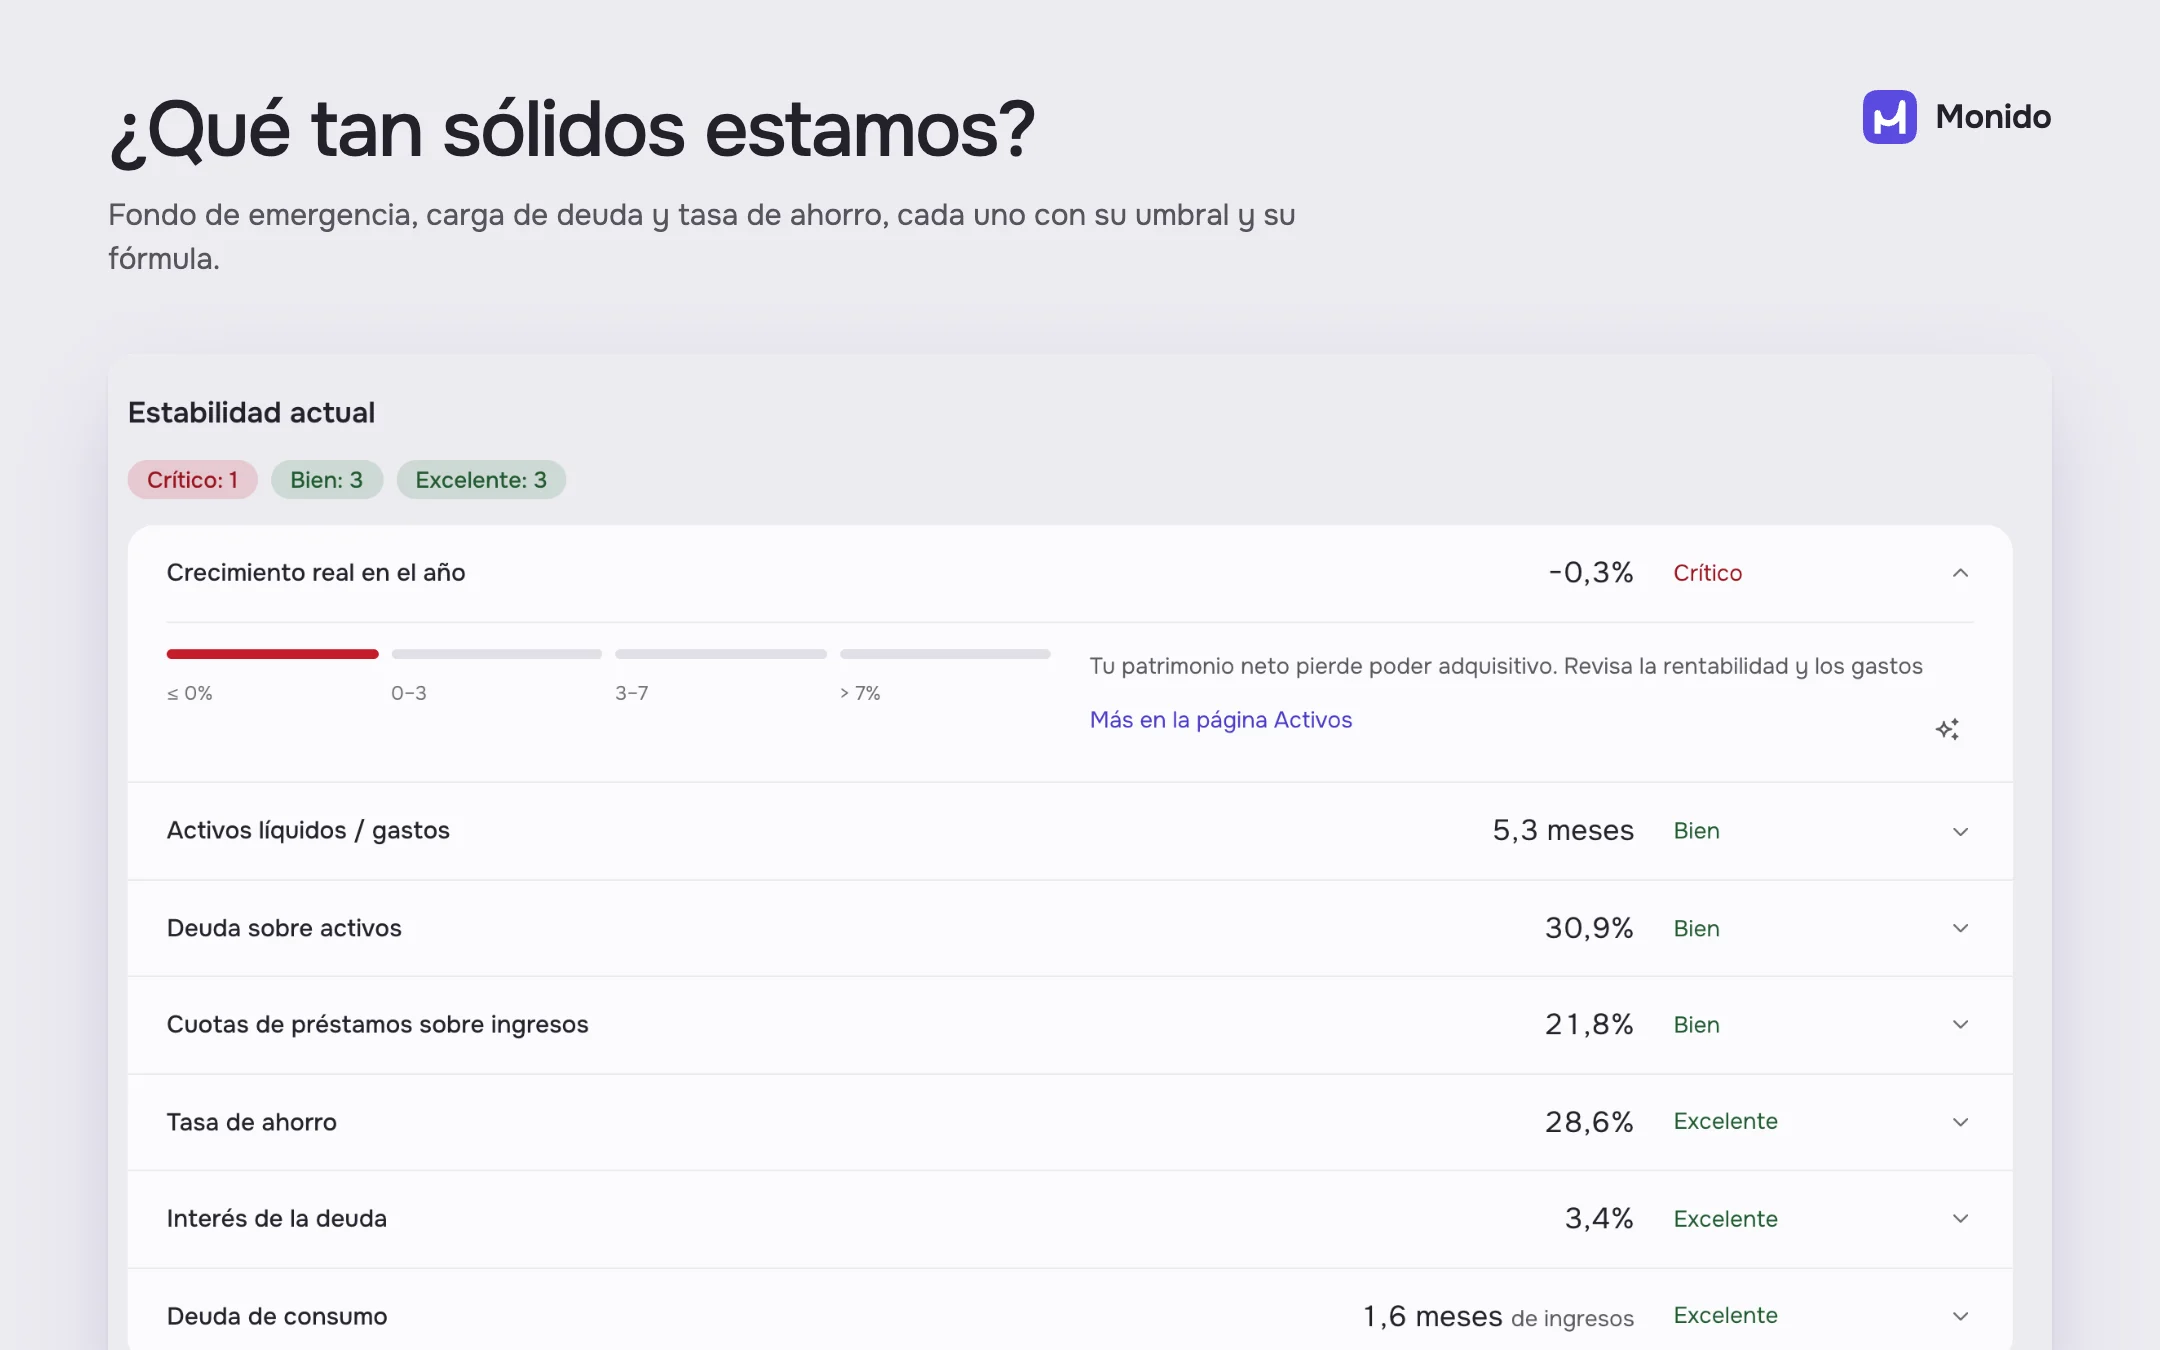 ¿Qué tan sólidos estamos?
Monido
Fondo de emergencia, carga de deuda y tasa de ahorro, cada uno con su umbral y su
fórmula.
Estabilidad actual
Crítico: 1
Bien: 3
Excelente: 3
Crecimiento real en el año
-0,3%
Crítico
≤ 0%
0–3
3–7
> 7%
Tu patrimonio neto pierde poder adquisitivo. Revisa la rentabilidad y los gastos
Más en la página Activos
Activos líquidos / gastos
5,3 meses
Bien
Deuda sobre activos
30,9%
Bien
Cuotas de préstamos sobre ingresos
21,8%
Bien
Tasa de ahorro
28,6%
Excelente
Interés de la deuda
3,4%
Excelente
Deuda de consumo
1,6 meses de ingresos
Excelente